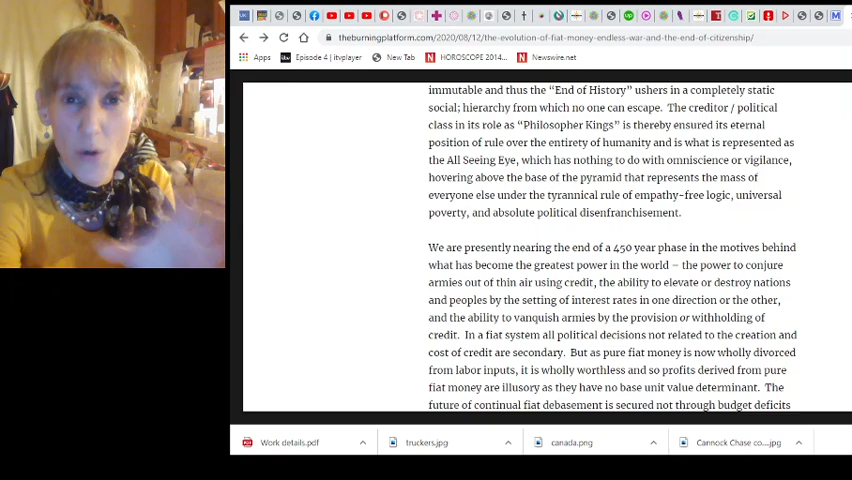 theburningplatform.com/2020/08/12/the-evolution-of-fiat-money-endless-war-and-the-end-of-citizenship/
Apps
itv
Episode 4 | itvplayer
New Tab
HOROSCOPE 2014...
Newswire.net
immutable and thus the “End of History” ushers in a completely static
social; hierarchy from which no one can escape.  The creditor / political
class in its role as “Philosopher Kings” is thereby ensured its eternal
position of rule over the entirety of humanity and is what is represented as
the All Seeing Eye, which has nothing to do with omniscience or vigilance,
hovering above the base of the pyramid that represents the mass of
everyone else under the tyrannical rule of empathy-free logic, universal
poverty, and absolute political disenfranchisement.
We are presently nearing the end of a 450 year phase in the motives behind
what has become the greatest power in the world – the power to conjure
armies out of thin air using credit, the ability to elevate or destroy nations
and peoples by the setting of interest rates in one direction or the other,
and the ability to vanquish armies by the provision or withholding of
credit.  In a fiat system all political decisions not related to the creation and
cost of credit are secondary.  But as pure fiat money is now wholly divorced
from labor inputs, it is wholly worthless and so profits derived from pure
fiat money are illusory as they have no base unit value determinant.  The
future of continual fiat debasement is secured not through budget deficits
Work details.pdf
truckers.jpg
canada.png
Cannock Chase co....jpg